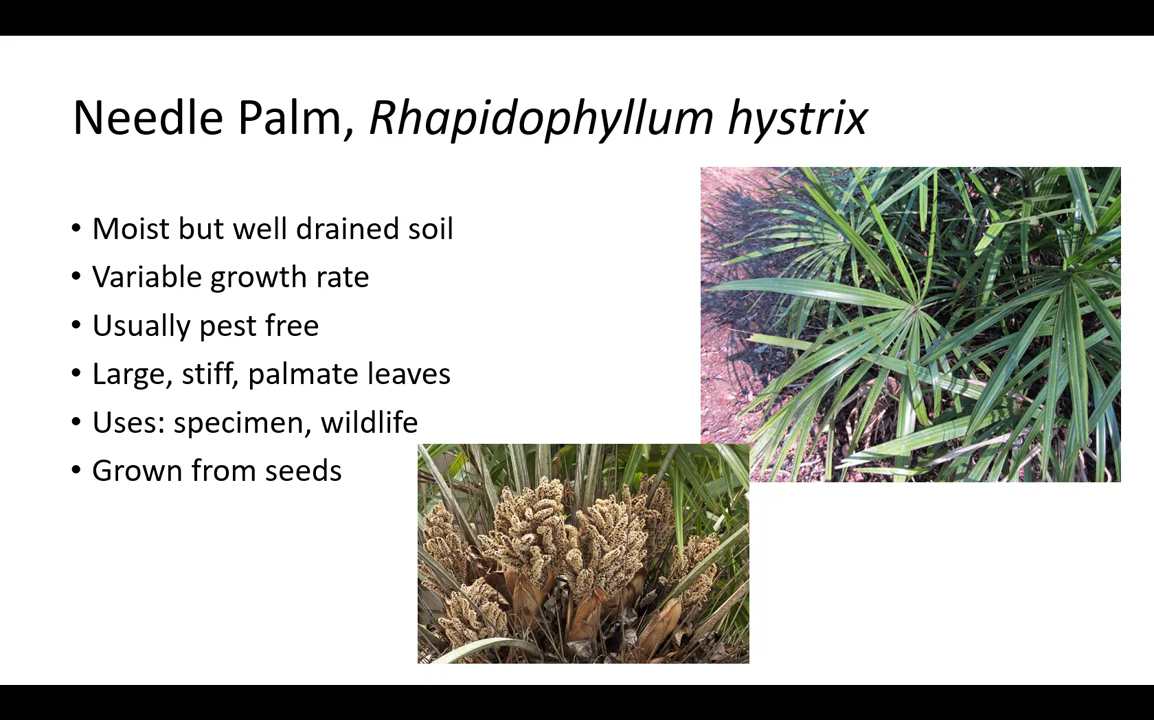 Needle Palm, Rhapidophyllum hystrix
• Moist but well drained soil
• Variable growth rate
• Usually pest free
• Large, stiff, palmate leaves
• Uses: specimen, wildlife
• Grown from seeds